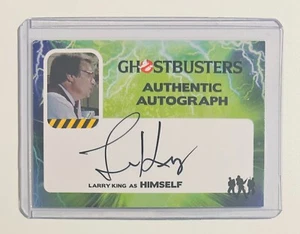 GHOSTBUSTERS
AUTHENTIC
AUTOGRAPH
LARRY KING AS HIMSELF